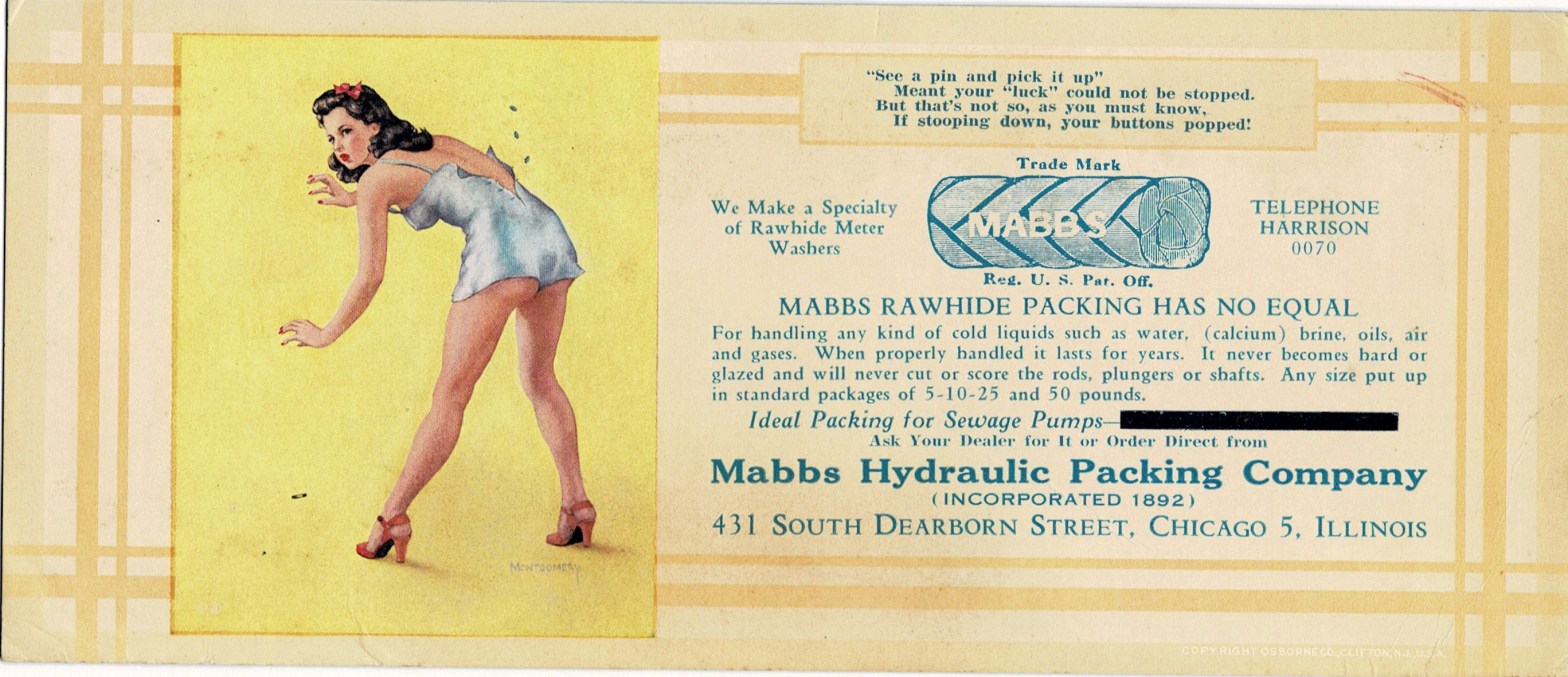 "See a pin and pick it up"
Meant your "luck" could not be stopped.
But that's not so, as you must know,
If stooping down, your buttons popped!
Trade Mark
We Make a Specialty
of Rawhide Meter
Washers
MABBS
TELEPHONE
HARRISON
0070
Reg. U. S. Pat. Off.
MABBS RAWHIDE PACKING HAS NO EQUAL
For handling any kind of cold liquids such as water, (calcium) brine, oils, air
and gases. When properly handled it lasts for years. It never becomes hard or
glazed and will never cut or score the rods, plungers or shafts. Any size put up
in standard packages of 5-10-25 and 50 pounds.
Ideal Packing for Sewage Pumps—
Ask Your Dealer for It or Order Direct from
Mabbs Hydraulic Packing Company
(INCORPORATED 1892)
431 SOUTH DEARBORN STREET, CHICAGO 5, ILLINOIS
MONTGOMERY
COPYRIGHT OSBORNE CO., CLIFTON, N.J. U.S.A.